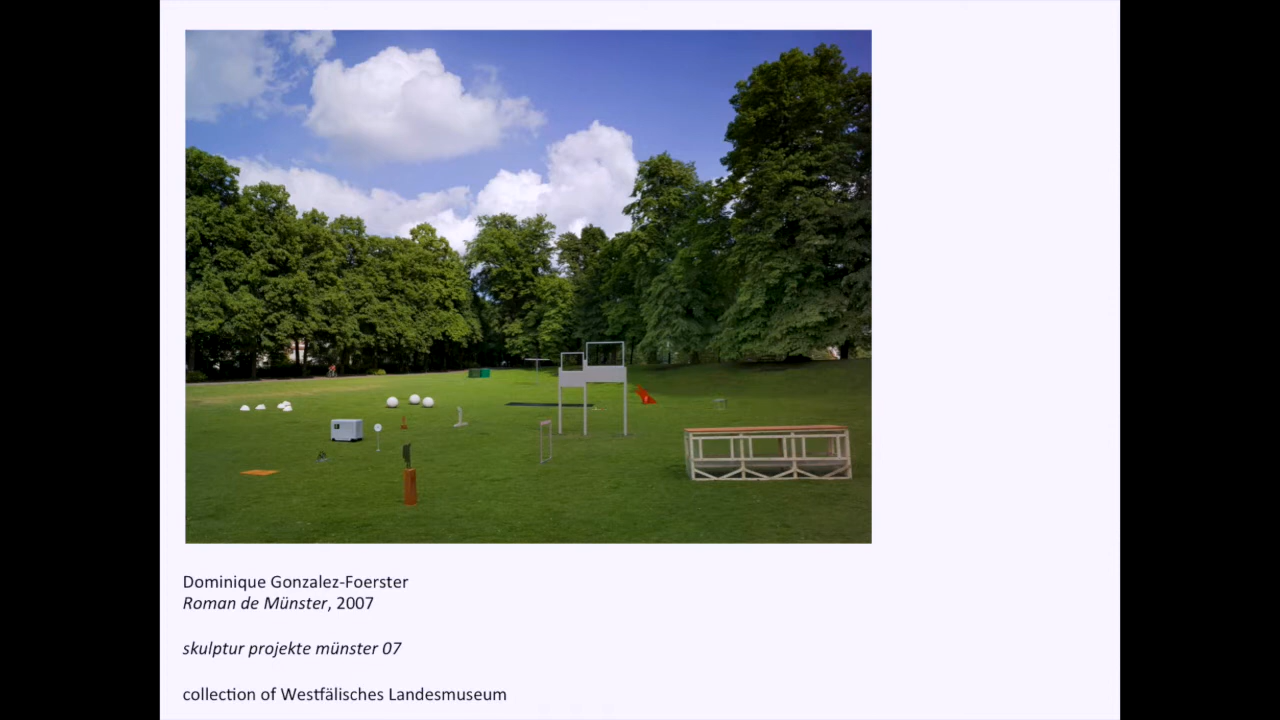 Dominique Gonzalez-Foerster
Roman de Münster, 2007
skulptur projekte münster 07
collection of Westfälisches Landesmuseum